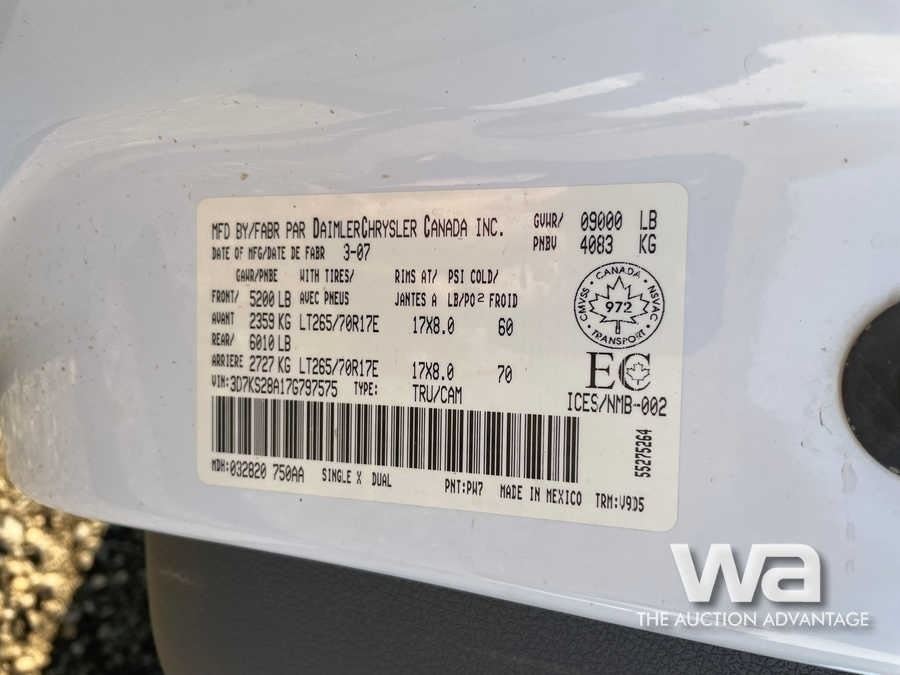 MFD BY/FABR PAR DAIMLERCHRYSLER CANADA INC.
GVWR/ 09000 LB
PNBV 4083 KG
DATE OF MFG/DATE DE FABR 3-07
GAWR/PNBE WITH TIRES/ RIMS AT/ PSI COLD/
FRONT/ 5200 LB AVEC PNEUS JANTES A LB/PO2 FROID
AVANT 2359 KG LT265/70R17E 17X8.0 60
REAR/ 6010 LB
ARRIERE 2727 KG LT265/70R17E 17X8.0 70
VIN: 3D7KS28A17G797575 TYPE: TRU/CAM
CANADA
CMVSS 972 NSVAC
TRANSPORT
EC
ICES/NMB-002
55275264
MDH: 032820 750AA SINGLE X DUAL
PNT: PW7 MADE IN MEXICO TRM: V9D5
wa
THE AUCTION ADVANTAGE